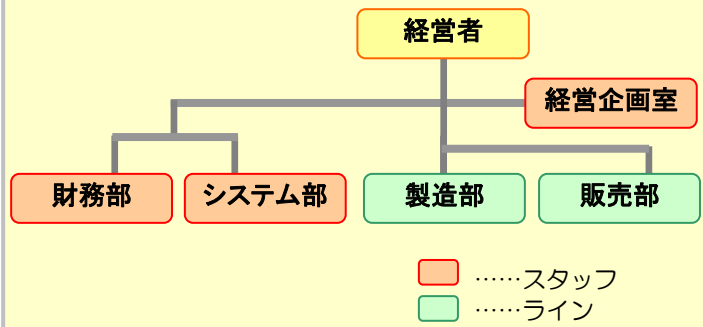 経営者
経営企画室
財務部
システム部
製造部
販売部
……スタッフ
……ライン